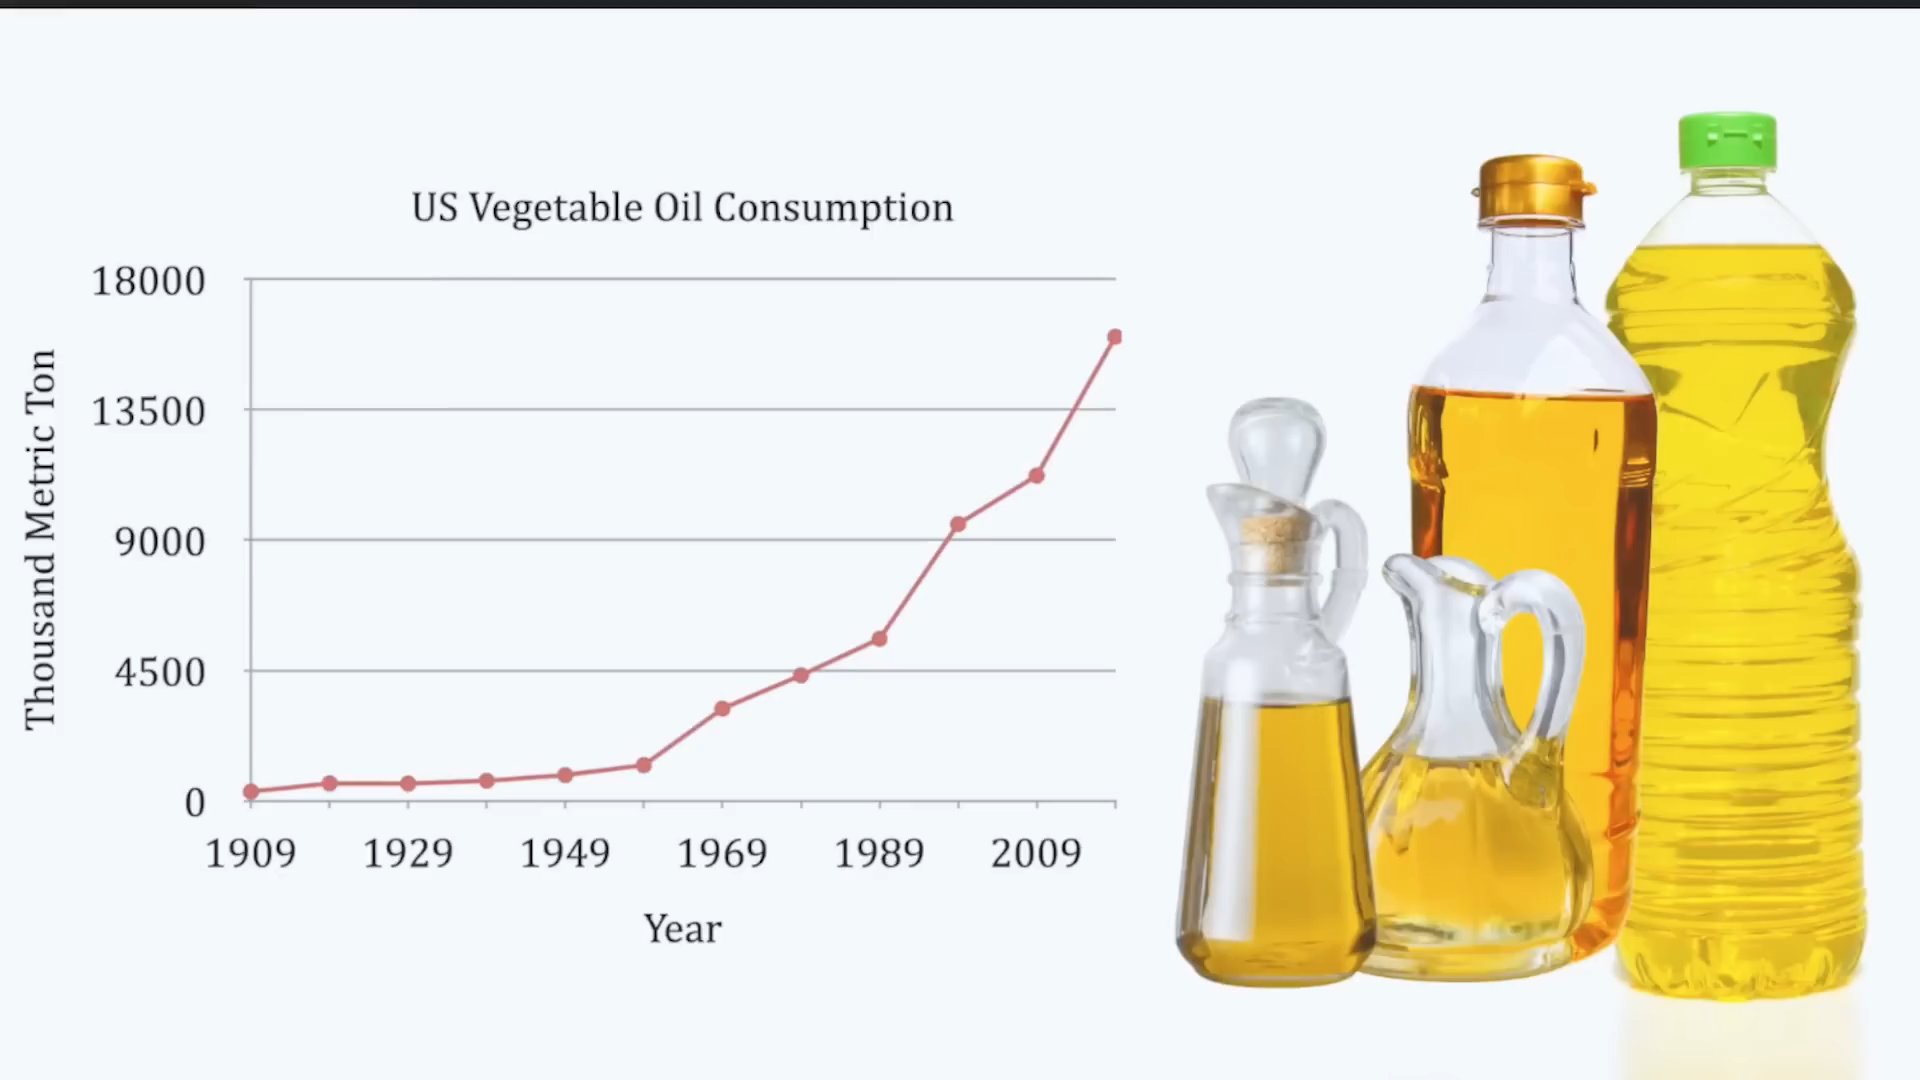 US Vegetable Oil Consumption
18000
13500
9000
4500
0
Thousand Metric Ton
1909 1929 1949 1969 1989 2009
Year